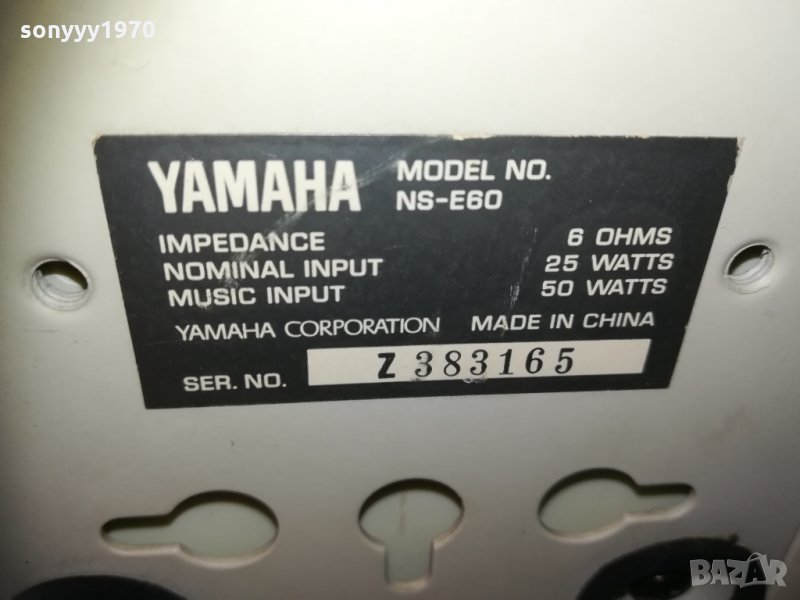 sonyyy1970
YAMAHA MODEL NO.
NS-E60
IMPEDANCE 6 OHMS
NOMINAL INPUT 25 WATTS
MUSIC INPUT 50 WATTS
YAMAHA CORPORATION MADE IN CHINA
SER. NO. Z 383165
BAZAR